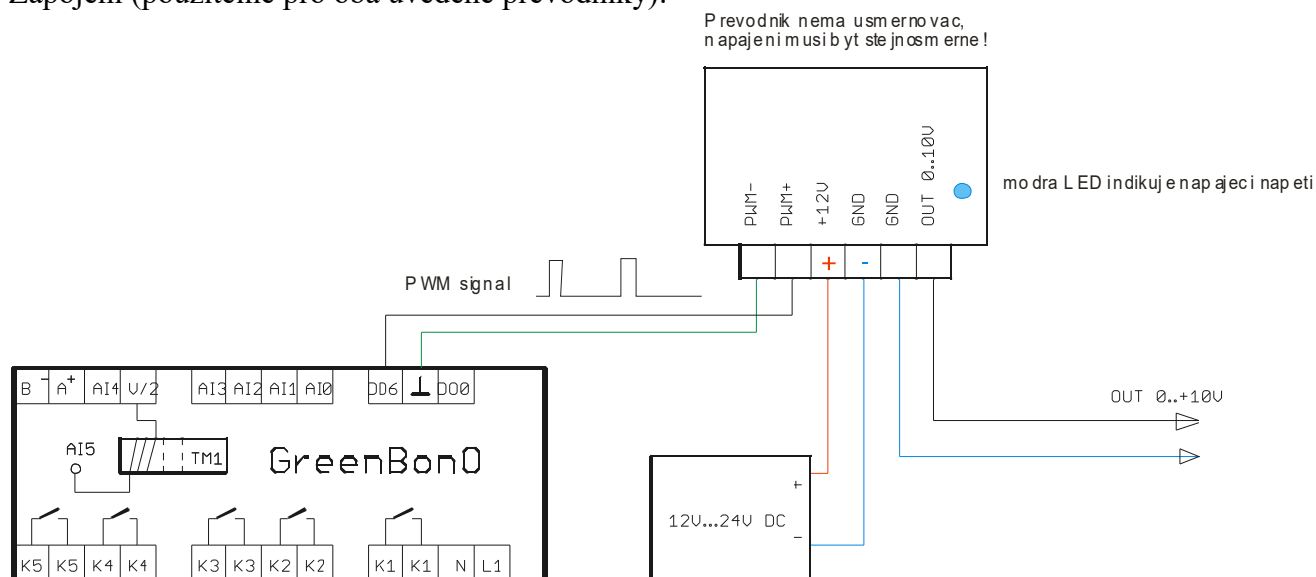 Zapojení (použitelné pro oba uvedené převodníky):
Prevodnik nema usmernovac,
napajeni musi byt stejnosmerne!
PWM-
PWM+
+12V
GND
GND
OUT 0..10V
modra LED indikuje napajeci napeti
+ -
PWM signal
B- A+ AI4 V/2 AI3 AI2 AI1 AI0 DO6 ⊥ DO0
OUT 0..+10V
AI5
TM1
GreenBonO
+
12V...24V DC
-
K5 K5 K4 K4 K3 K3 K2 K2 K1 K1 N L1